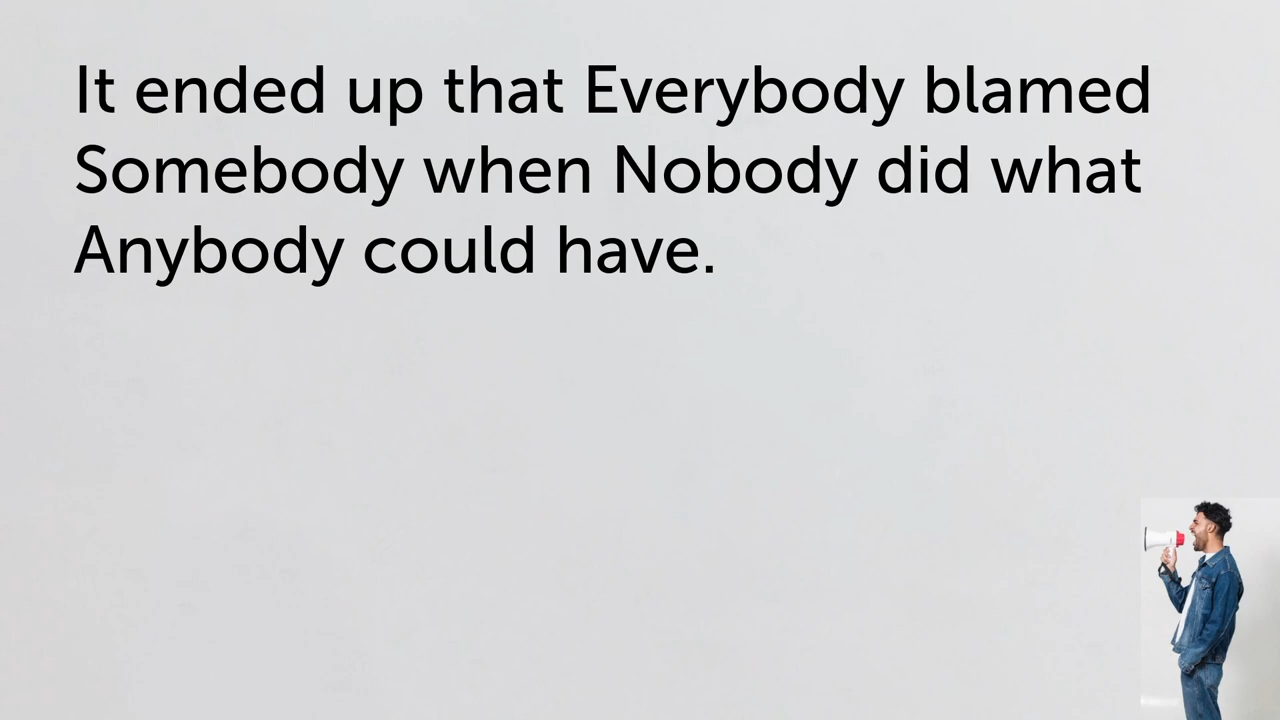 It ended up that Everybody blamed
Somebody when Nobody did what
Anybody could have.